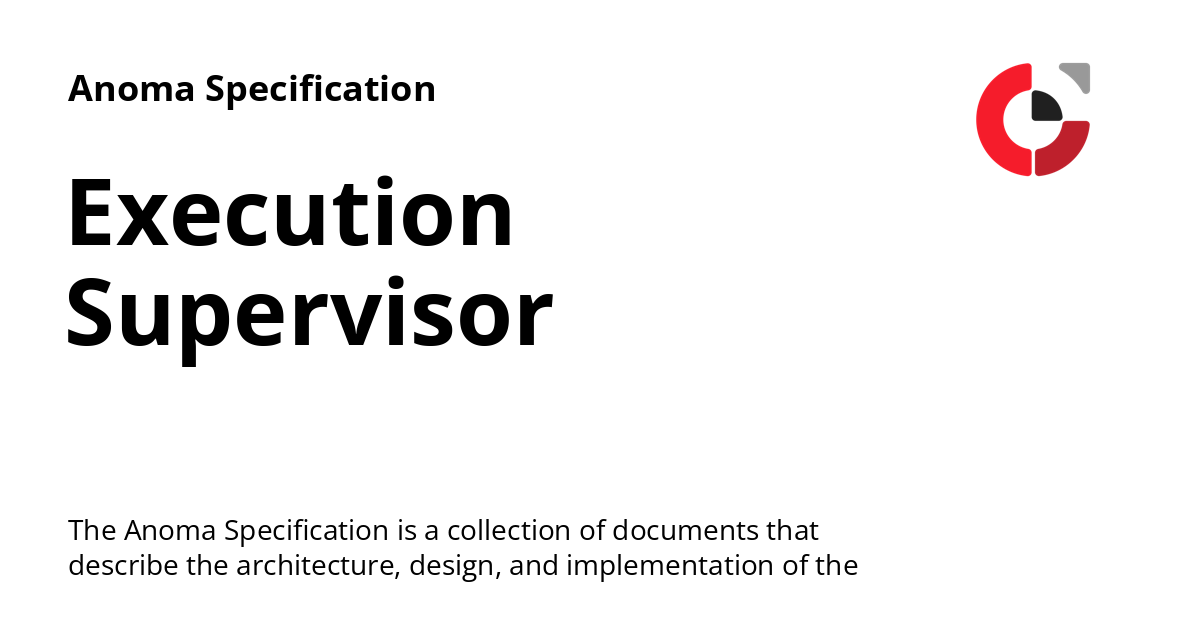 Anoma Specification
Execution
Supervisor
The Anoma Specification is a collection of documents that
describe the architecture, design, and implementation of the